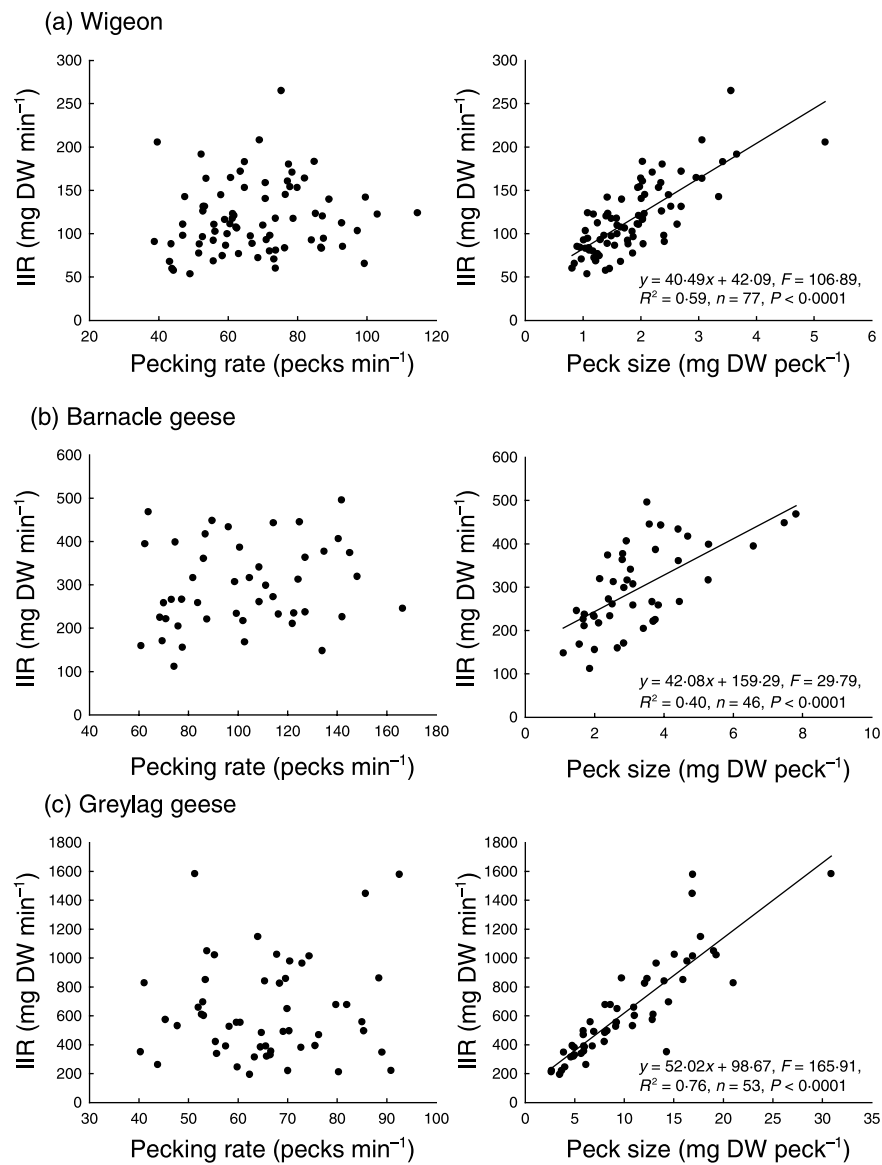 (a) Wigeon
300
250
200
150
100
50
0
IIR (mg DW min⁻¹)
20 40 60 80 100 120
Pecking rate (pecks min⁻¹)
300
250
200
150
100
50
0
IIR (mg DW min⁻¹)
y = 40·49x + 42·09, F = 106·89,
R² = 0·59, n = 77, P < 0·0001
0 1 2 3 4 5 6
Peck size (mg DW peck⁻¹)
(b) Barnacle geese
600
500
400
300
200
100
0
IIR (mg DW min⁻¹)
40 60 80 100 120 140 160 180
Pecking rate (pecks min⁻¹)
600
500
400
300
200
100
0
IIR (mg DW min⁻¹)
y = 42·08x + 159·29, F = 29·79,
R² = 0·40, n = 46, P < 0·0001
0 2 4 6 8 10
Peck size (mg DW peck⁻¹)
(c) Greylag geese
1800
1600
1400
1200
1000
800
600
400
200
0
IIR (mg DW min⁻¹)
30 40 50 60 70 80 90 100
Pecking rate (pecks min⁻¹)
1800
1600
1400
1200
1000
800
600
400
200
0
IIR (mg DW min⁻¹)
y = 52·02x + 98·67, F = 165·91,
R² = 0·76, n = 53, P < 0·0001
0 5 10 15 20 25 30 35
Peck size (mg DW peck⁻¹)